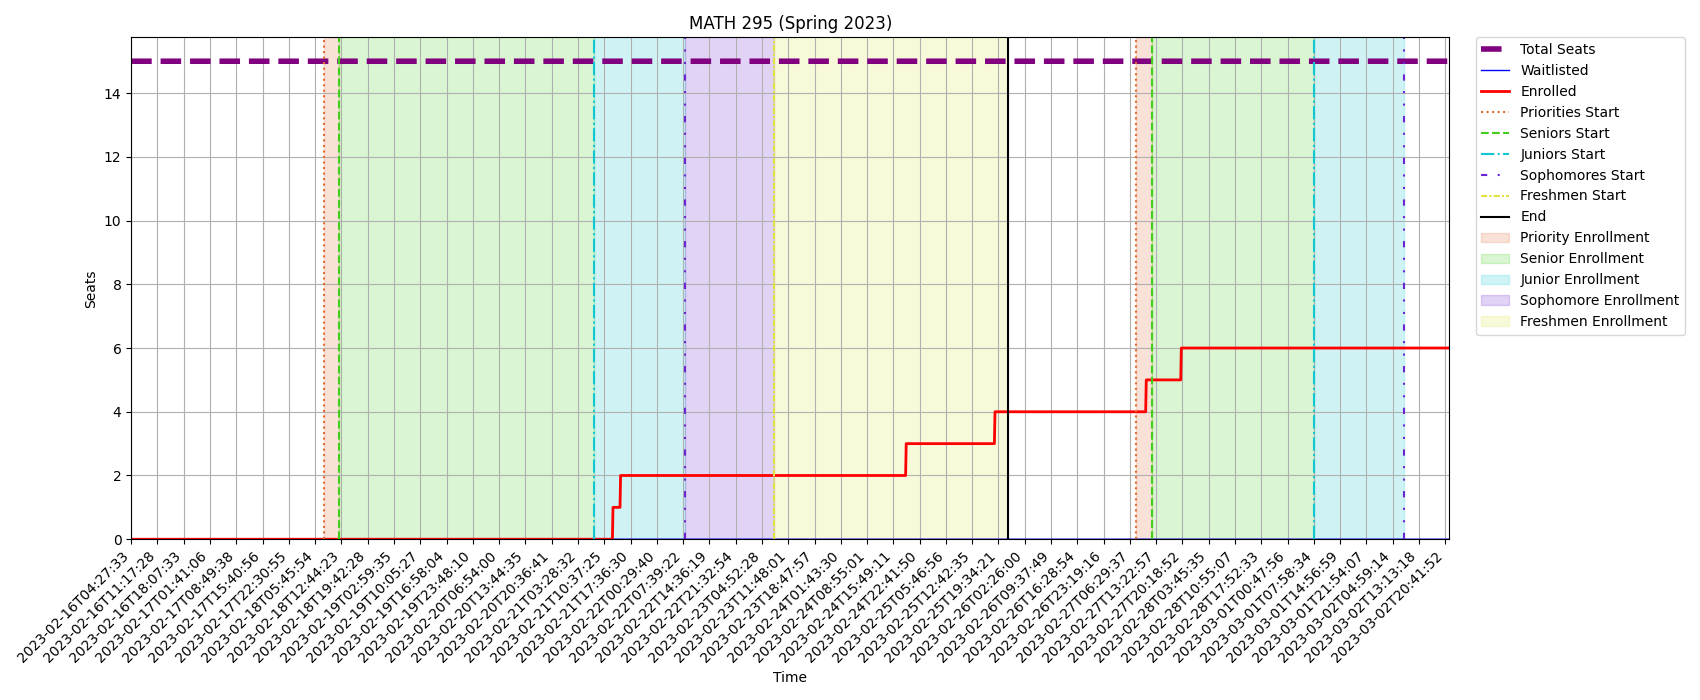 MATH 295 (Spring 2023)
Seats
14
12
10
8
6
4
2
0
2023-02-16T04:27:33
2023-02-16T11:17:28
2023-02-16T18:07:33
2023-02-17T01:41:06
2023-02-17T08:49:38
2023-02-17T15:40:56
2023-02-17T22:30:55
2023-02-18T05:45:54
2023-02-18T12:44:23
2023-02-18T19:42:28
2023-02-19T02:59:35
2023-02-19T10:05:27
2023-02-19T16:58:04
2023-02-19T23:48:10
2023-02-20T06:54:00
2023-02-20T13:44:35
2023-02-20T20:36:41
2023-02-21T03:28:32
2023-02-21T10:37:25
2023-02-21T17:36:30
2023-02-22T00:29:40
2023-02-22T07:39:22
2023-02-22T14:36:19
2023-02-22T21:32:54
2023-02-23T04:52:28
2023-02-23T11:48:01
2023-02-23T18:47:57
2023-02-24T01:43:30
2023-02-24T08:55:01
2023-02-24T15:49:11
2023-02-24T22:41:50
2023-02-25T05:46:56
2023-02-25T12:42:35
2023-02-25T19:34:21
2023-02-26T02:26:00
2023-02-26T09:37:49
2023-02-26T16:28:54
2023-02-26T23:19:16
2023-02-27T06:29:37
2023-02-27T13:22:57
2023-02-27T20:18:52
2023-02-28T03:45:35
2023-02-28T10:55:07
2023-02-28T17:52:33
2023-03-01T00:47:56
2023-03-01T07:58:34
2023-03-01T14:56:59
2023-03-01T21:54:07
2023-03-02T04:59:14
2023-03-02T13:13:18
2023-03-02T20:41:52
Time
Total Seats
Waitlisted
Enrolled
Priorities Start
Seniors Start
Juniors Start
Sophomores Start
Freshmen Start
End
Priority Enrollment
Senior Enrollment
Junior Enrollment
Sophomore Enrollment
Freshmen Enrollment